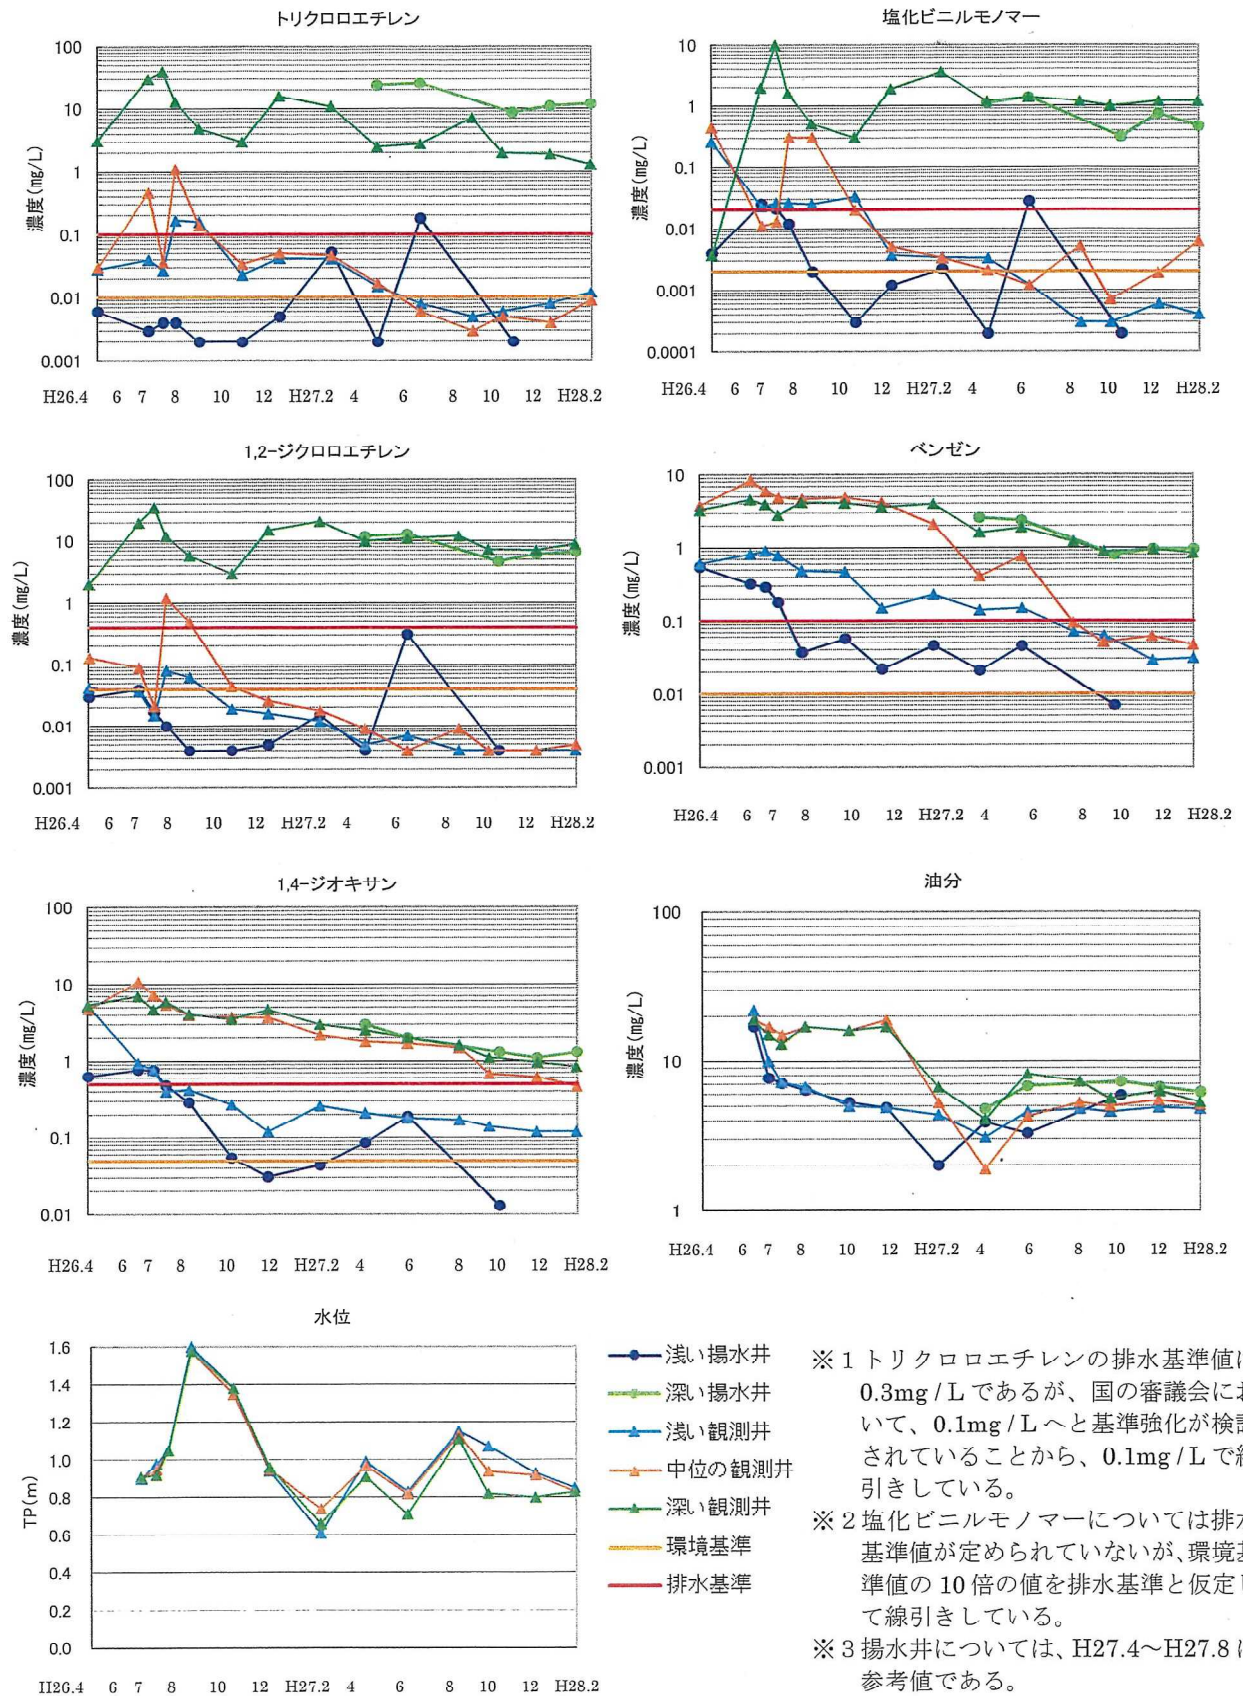 トリクロロエチレン
100
10
1
0.1
0.01
0.001
濃度(㎎/L)
H26.4 6 7 8 10 12 H27.2 4 6 8 10 12 H28.2
塩化ビニルモノマー
10
1
0.1
0.01
0.001
0.0001
濃度(㎎/L)
H26.4 6 7 8 10 12 H27.2 4 6 8 10 12 H28.2
1,2-ジクロロエチレン
100
10
1
0.1
0.01
0.001
濃度(㎎/L)
H26.4 6 7 8 10 12 H27.2 4 6 8 10 12 H28.2
ベンゼン
10
1
0.1
0.01
0.001
濃度(㎎/L)
H26.4 6 7 8 10 12 H27.2 4 6 8 10 12 H28.2
1,4-ジオキサン
100
10
1
0.1
0.01
濃度(㎎/L)
H26.4 6 7 8 10 12 H27.2 4 6 8 10 12 H28.2
油分
100
10
1
濃度(㎎/L)
H26.4 6 7 8 10 12 H27.2 4 6 8 10 12 H28.2
水位
1.6
1.4
1.2
1.0
0.8
0.6
0.4
0.2
0.0
TP(m)
H26.4 6 7 8 10 12 H27.2 4 6 8 10 12 H28.2
浅い揚水井
深い揚水井
浅い観測井
中位の観測井
深い観測井
環境基準
排水基準
※1 トリクロロエチレンの排水基準値は
0.3mg / L であるが、国の審議会にお
いて、0.1mg / L へと基準強化が検討
されていることから、0.1mg / L で線
引きしている。
※2 塩化ビニルモノマーについては排水
基準値が定められていないが、環境基
準値の 10 倍の値を排水基準と仮定し
て線引きしている。
※3 揚水井については、H27.4～H27.8 は
参考値である。